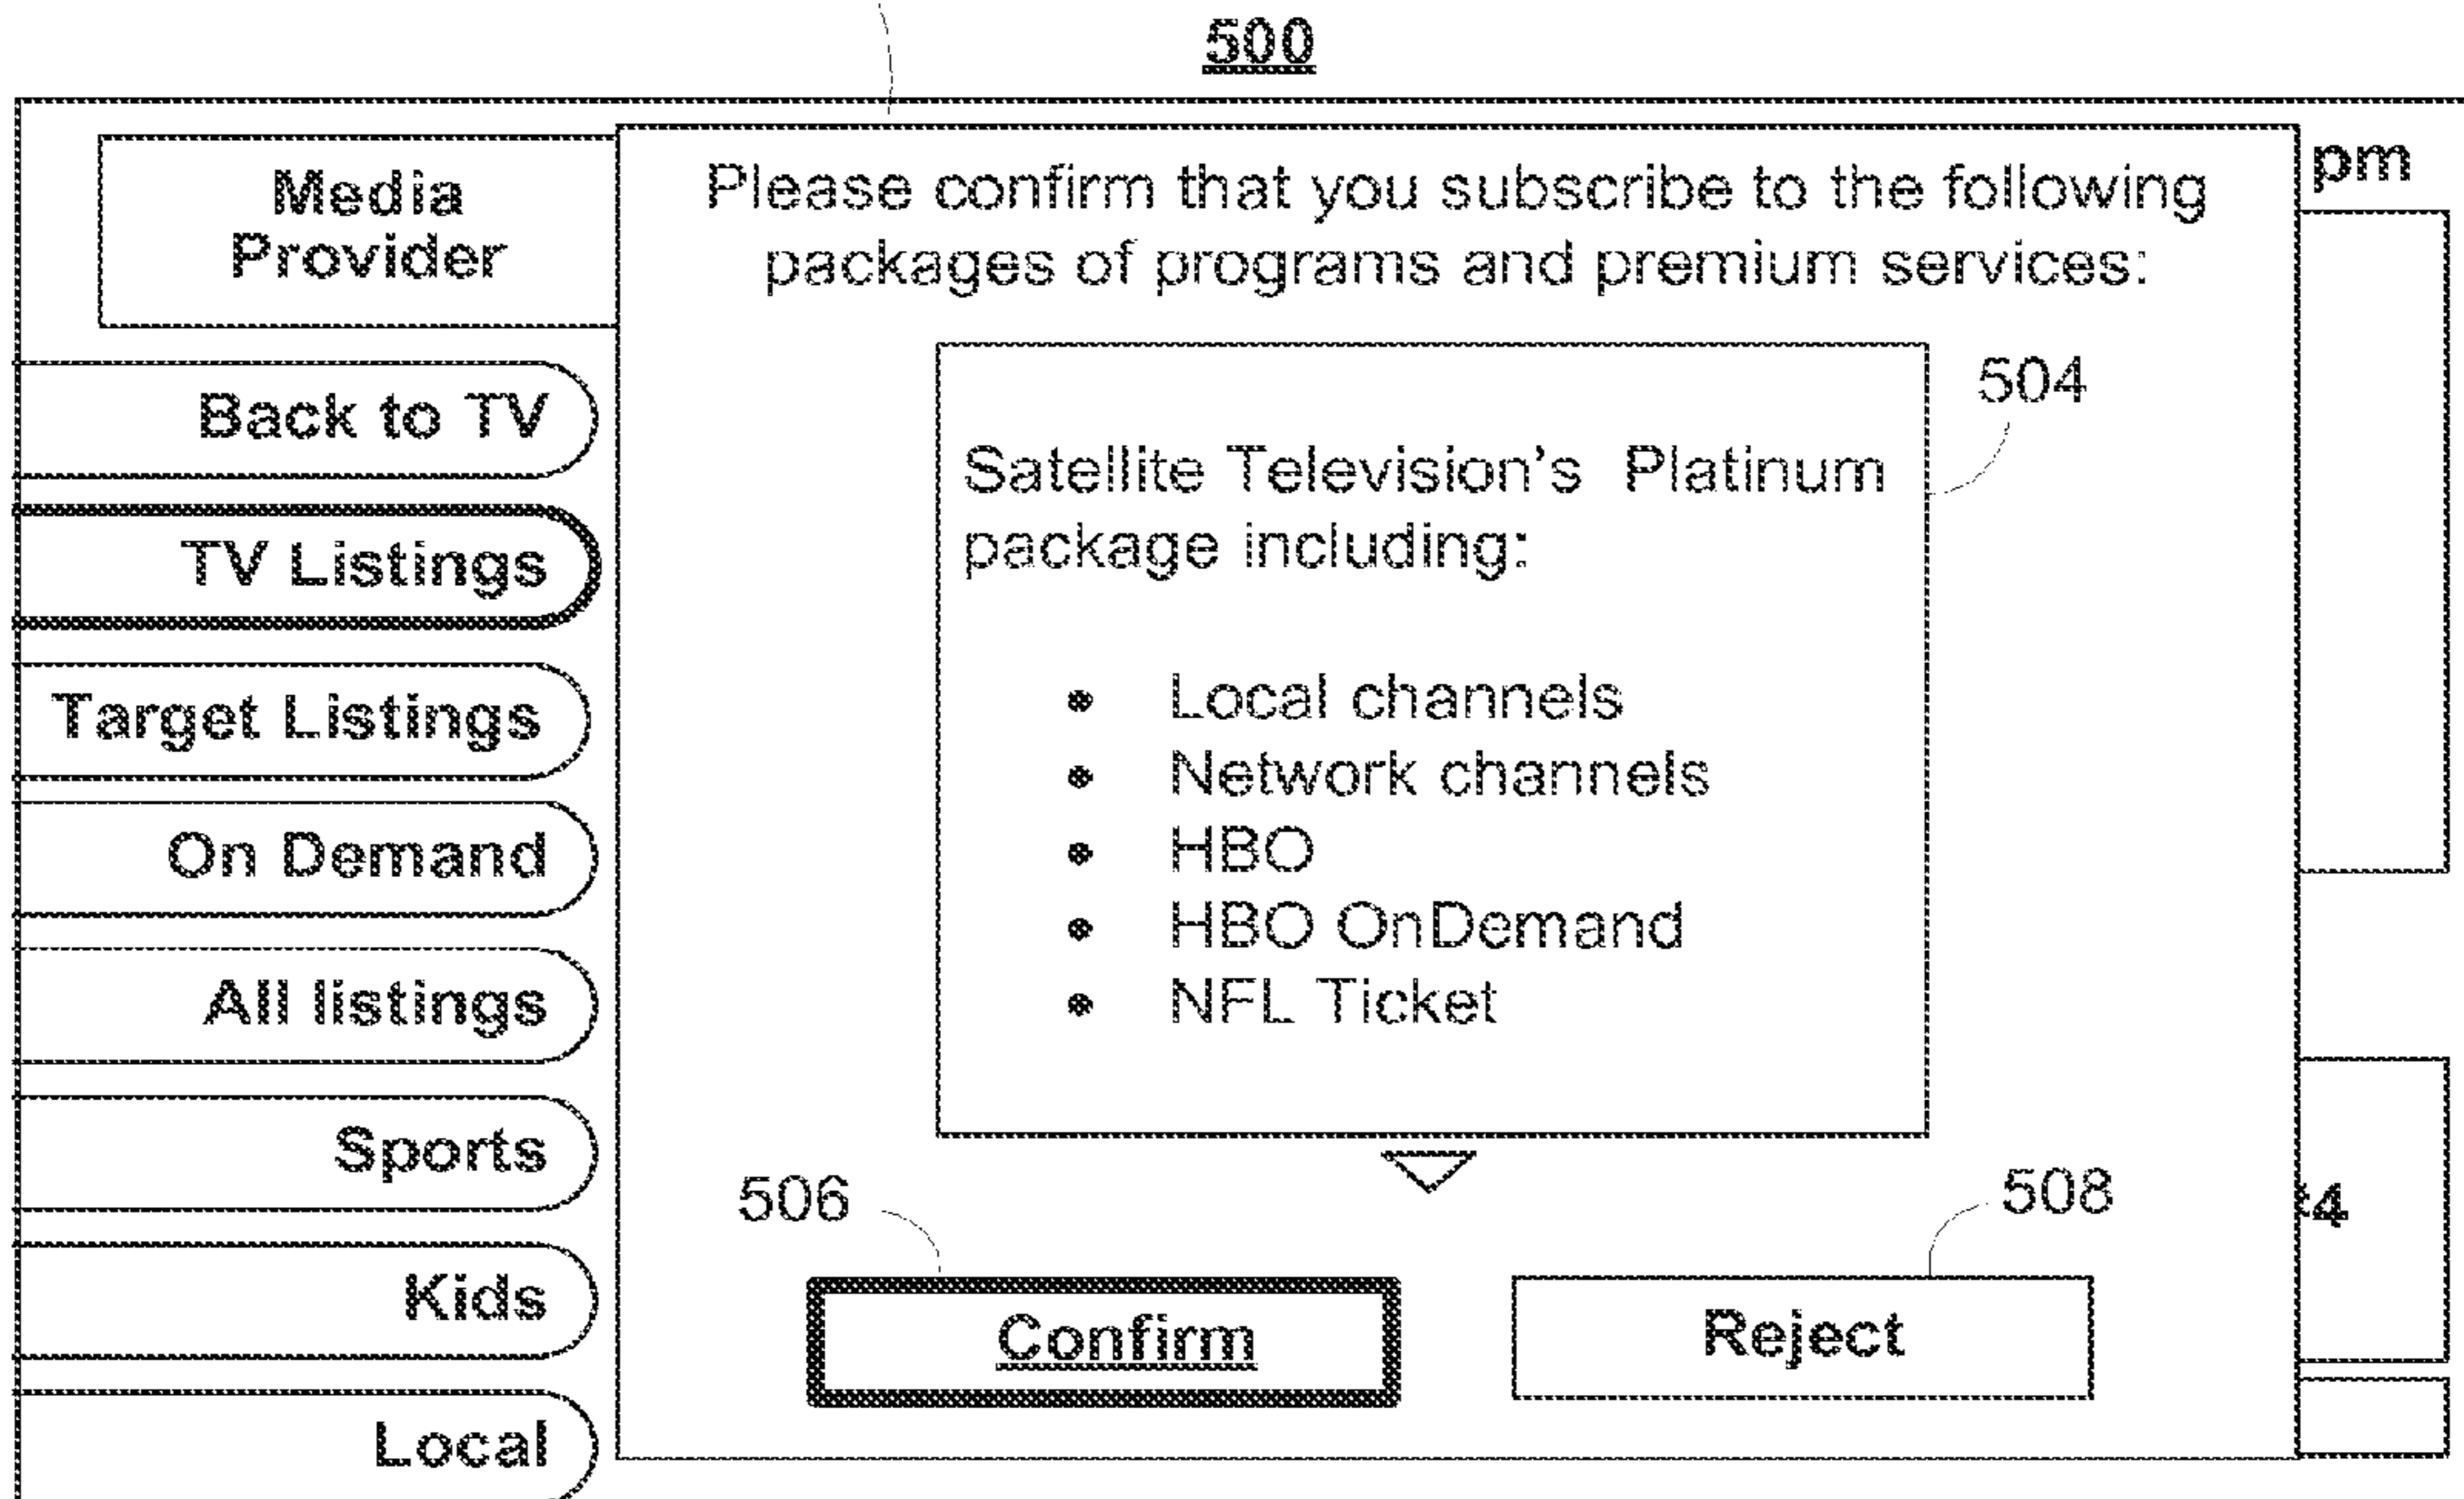 500
Media
Provider
Back to TV
TV Listings
Target Listings
On Demand
All listings
Sports
Kids
Local
Please confirm that you subscribe to the following
packages of programs and premium services:
504
Satellite Television's Platinum
package including:
• Local channels
• Network channels
• HBO
• HBO OnDemand
• NFL Ticket
506
508
Confirm
Reject
pm
4